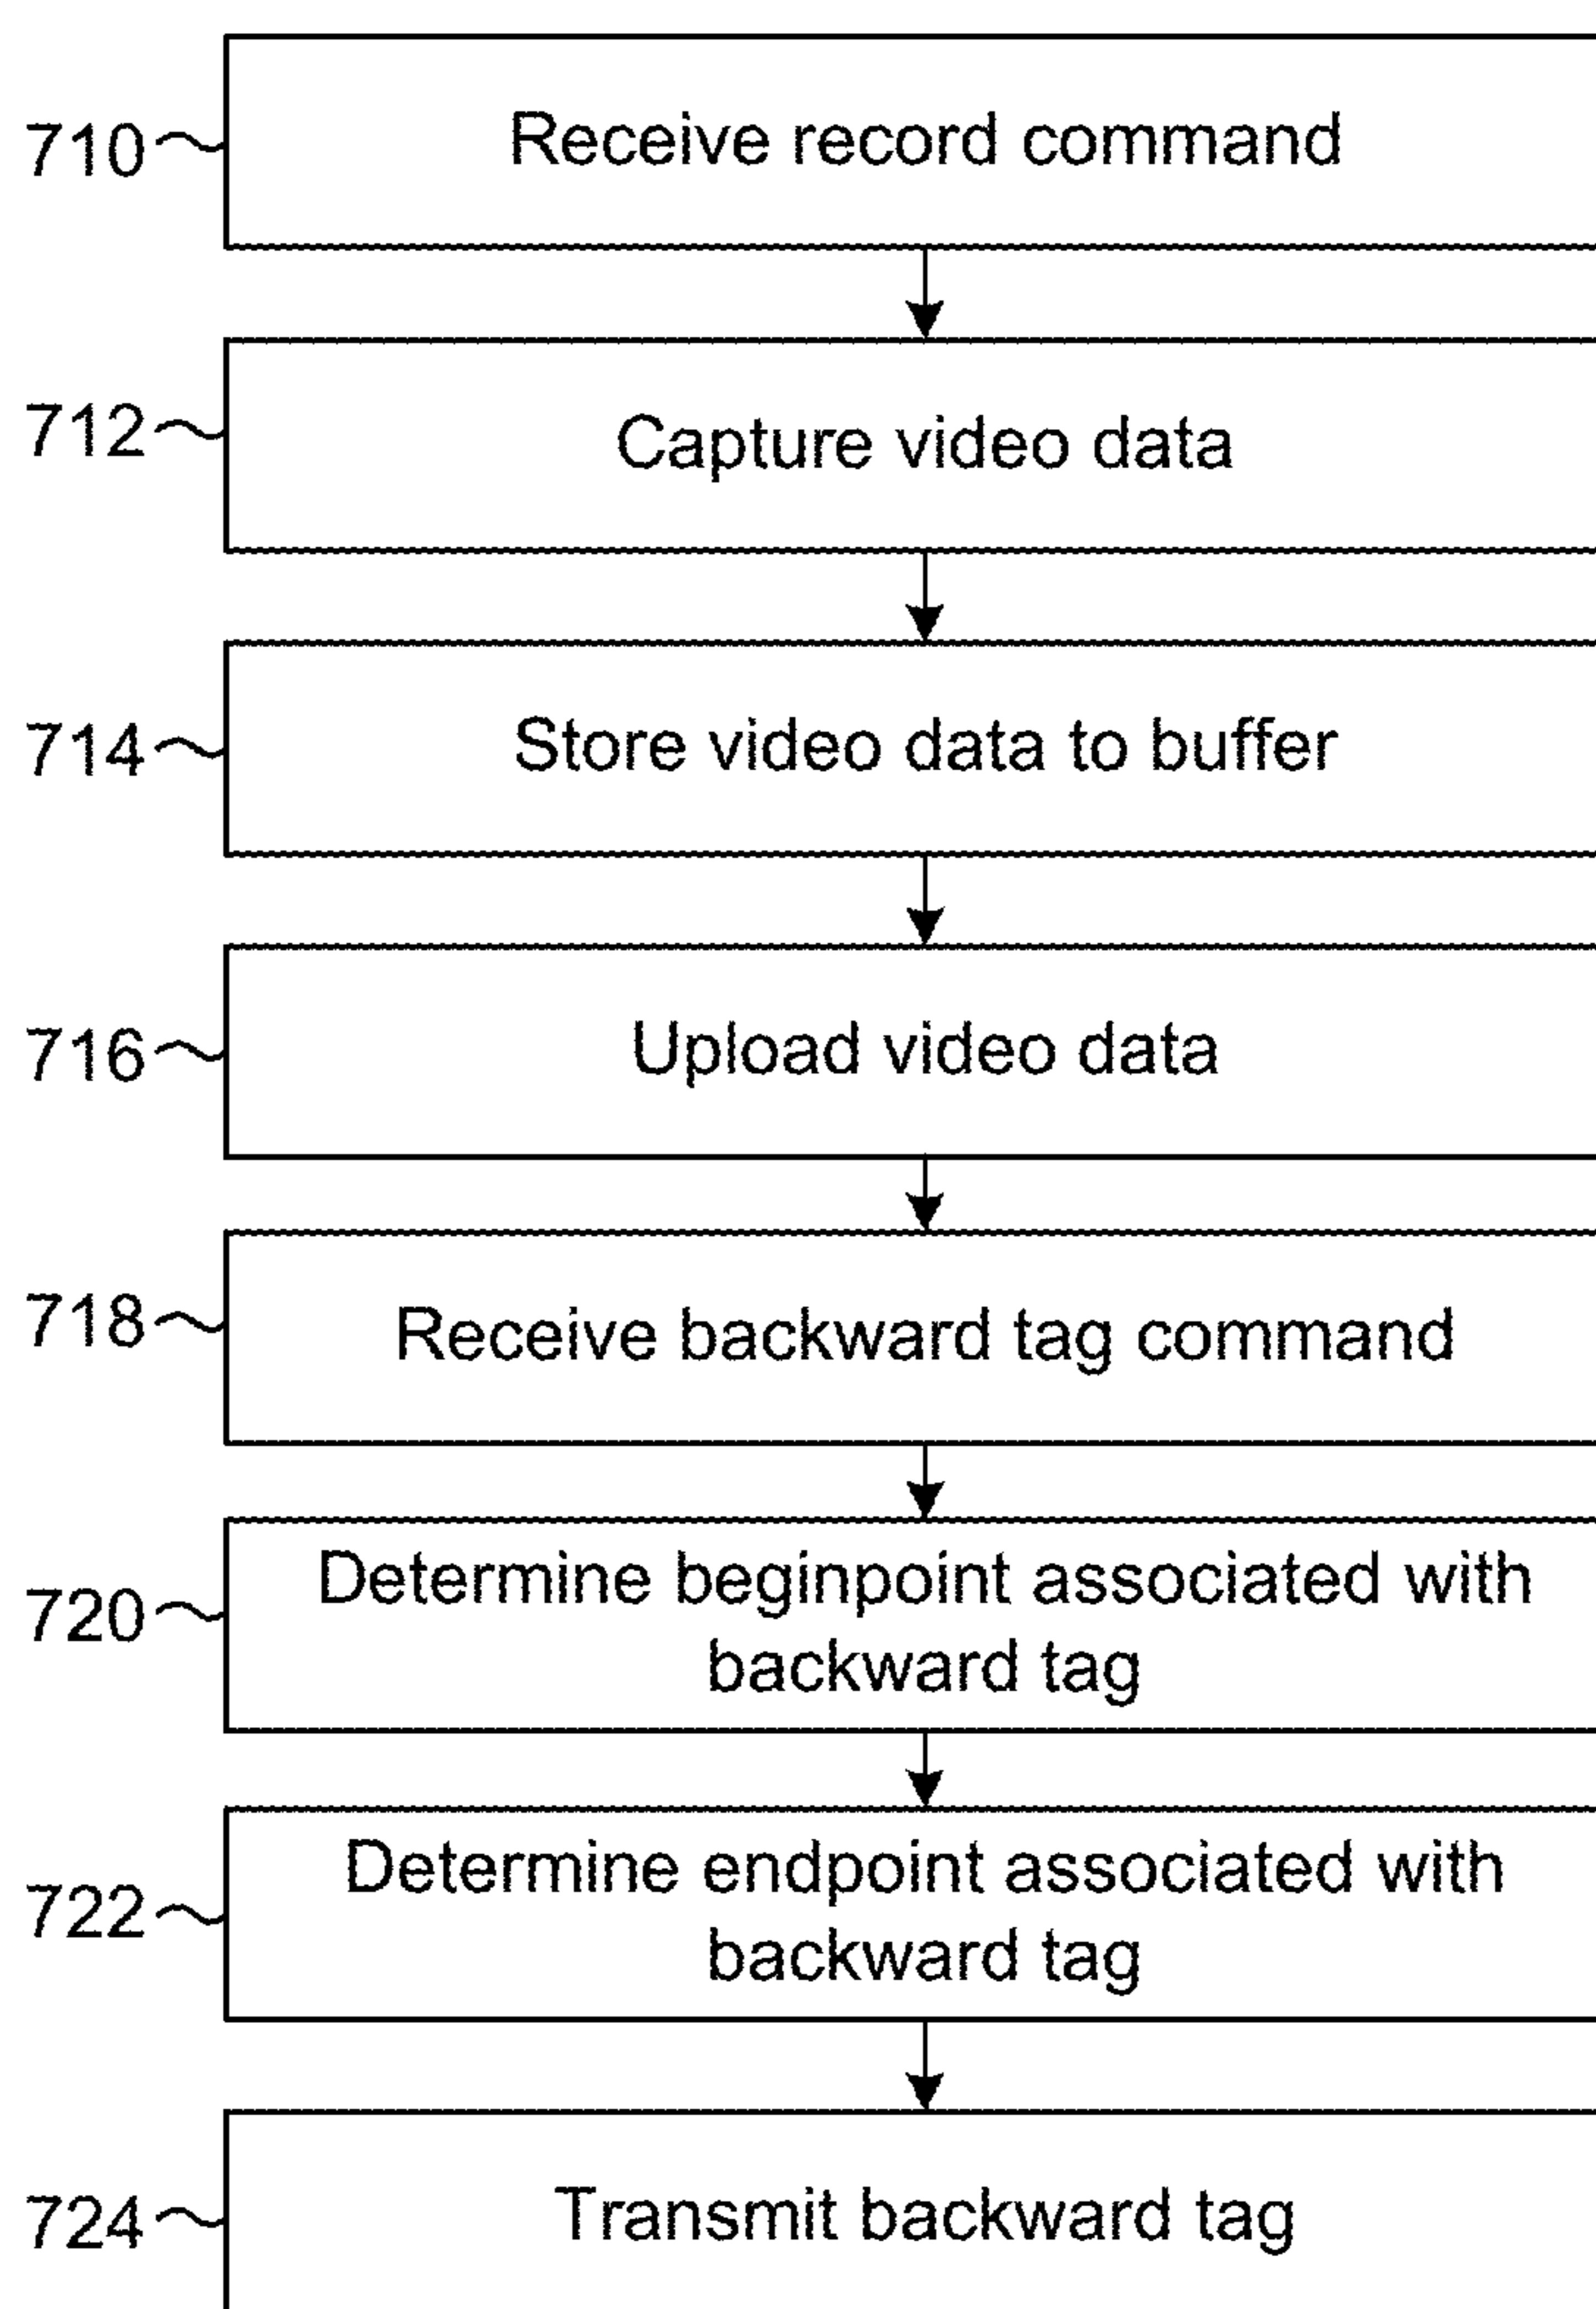 710
Receive record command
712
Capture video data
714
Store video data to buffer
716
Upload video data
718
Receive backward tag command
720
Determine beginpoint associated with
backward tag
722
Determine endpoint associated with
backward tag
724
Transmit backward tag